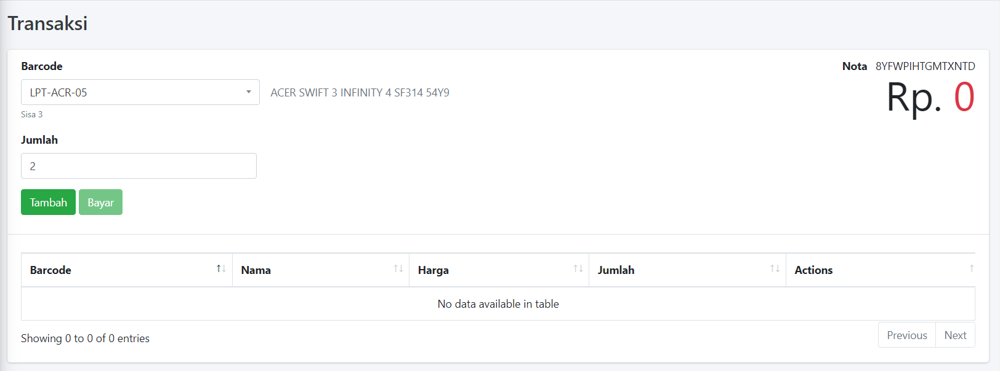 Transaksi
Barcode
Nota 8YFWPIHTGMTXNTD
LPT-ACR-05
ACER SWIFT 3 INFINITY 4 SF314 54Y9
Rp. 0
Sisa 3
Jumlah
2
Tambah Bayar
Barcode Nama Harga Jumlah Actions
No data available in table
Showing 0 to 0 of 0 entries
Previous Next